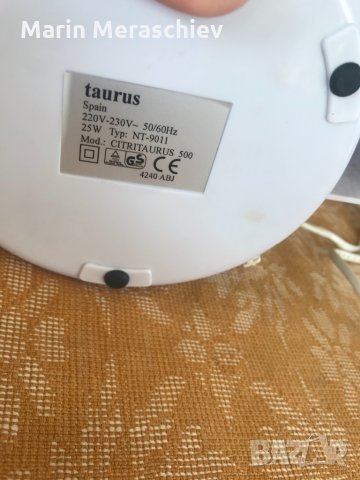 Marin Meraschiev
taurus
Spain
220V-230V~ 50/60Hz
25W Typ: NT-9011
Mod.: CITRITAURUS 500
GS CE
4240 ABJ
BAZAR